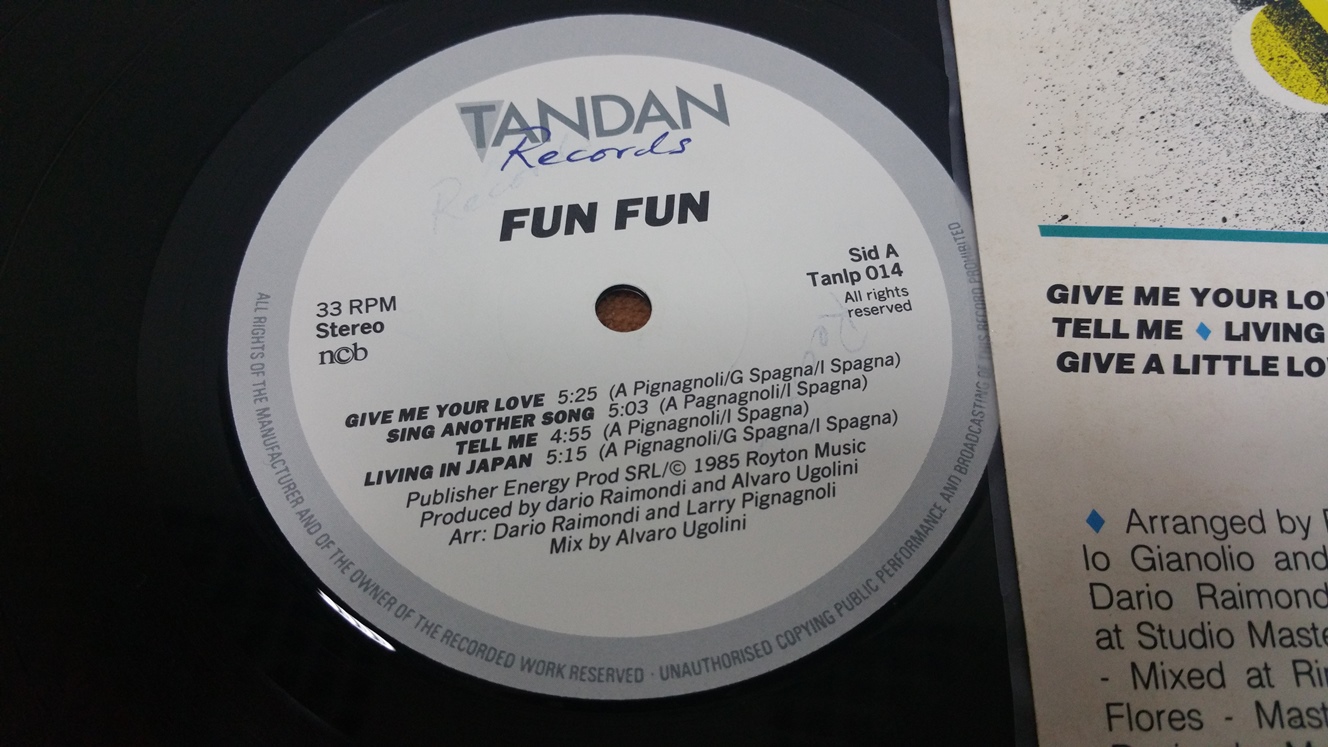 TANDAN
Records
FUN FUN
Sid A
Tanlp 014
All rights
reserved
33 RPM
Stereo
ncb
GIVE ME YOUR LOVE 5:25 (A Pignagnoli/G Spagna/I Spagna)
SING ANOTHER SONG 5:03 (A Pagnagnoli/I Spagna)
TELL ME 4:55 (A Pignagnoli/I Spagna)
LIVING IN JAPAN 5:15 (A Pignagnoli/G Spagna/I Spagna)
Publisher Energy Prod SRL/© 1985 Royton Music
Produced by dario Raimondi and Alvaro Ugolini
Arr: Dario Raimondi and Larry Pignagnoli
Mix by Alvaro Ugolini
ALL RIGHTS OF THE MANUFACTURER AND OF THE OWNER OF THE RECORDED WORK RESERVED · UNAUTHORISED COPYING PUBLIC PERFORMANCE AND BROADCASTING OF THIS RECORD PROHIBITED
GIVE ME YOUR LO
TELL ME ♦ LIVING
GIVE A LITTLE LO
♦ Arranged by
lo Gianolio and
Dario Raimond
at Studio Maste
- Mixed at Ri
Flores - Mast